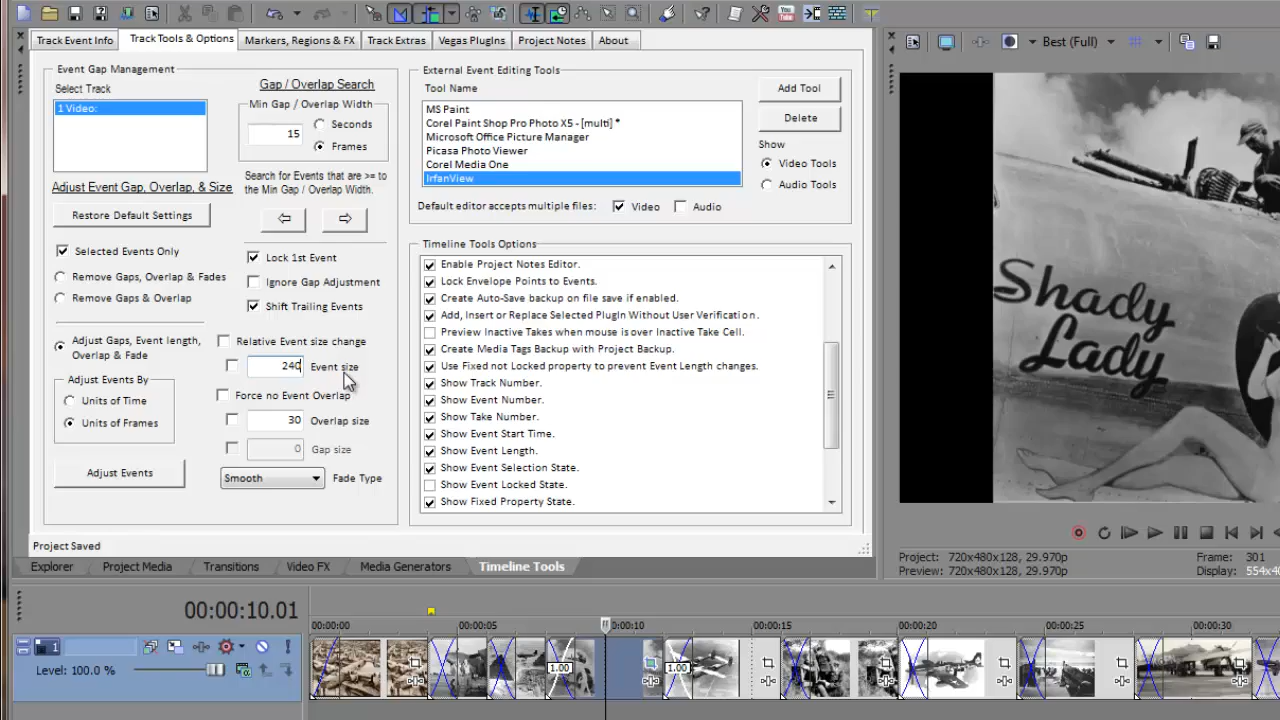 Track Event Info
Track Tools & Options
Markers, Regions & FX
Track Extras
Vegas PlugIns
Project Notes
About
Best (Full)
Event Gap Management
Select Track
1 Video:
Gap / Overlap Search
Min Gap / Overlap Width
15
Seconds
Frames
Search for Events that are >= to
the Min Gap / Overlap Width.
Adjust Event Gap, Overlap, & Size
Restore Default Settings
Selected Events Only
Remove Gaps, Overlap & Fades
Remove Gaps & Overlap
Lock 1st Event
Ignore Gap Adjustment
Shift Trailing Events
Adjust Gaps, Event length,
Overlap & Fade
Relative Event size change
240
Event size
Adjust Events By
Units of Time
Units of Frames
Force no Event Overlap
30
Overlap size
0
Gap size
Adjust Events
Smooth
Fade Type
External Event Editing Tools
Tool Name
MS Paint
Corel Paint Shop Pro Photo X5 - [multi] *
Microsoft Office Picture Manager
Picasa Photo Viewer
Corel Media One
IrfanView
Add Tool
Delete
Show
Video Tools
Audio Tools
Default editor accepts multiple files:
Video
Audio
Timeline Tools Options
Enable Project Notes Editor.
Lock Envelope Points to Events.
Create Auto-Save backup on file save if enabled.
Add, Insert or Replace Selected PlugIn Without User Verification.
Preview Inactive Takes when mouse is over Inactive Take Cell.
Create Media Tags Backup with Project Backup.
Use Fixed not Locked property to prevent Event Length changes.
Show Track Number.
Show Event Number.
Show Take Number.
Show Event Start Time.
Show Event Length.
Show Event Selection State.
Show Event Locked State.
Show Fixed Property State.
Shady
Lady
Project Saved
Explorer
Project Media
Transitions
Video FX
Media Generators
Timeline Tools
Project: 720x480x128, 29.970p
Preview: 720x480x128, 29.970p
Frame: 301
Display: 554x4
00:00:10.01
00:00:00
00:00:05
00:00:10
00:00:15
00:00:20
00:00:25
00:00:30
1
Level: 100.0 %
1.00
1.00